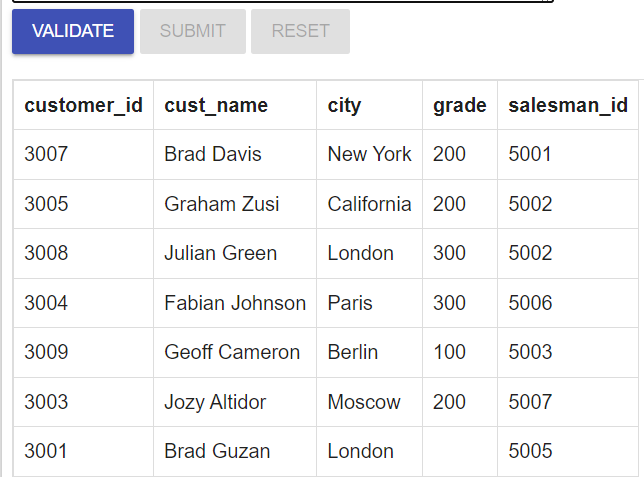 VALIDATE SUBMIT RESET
customer_id cust_name city grade salesman_id
3007 Brad Davis New York 200 5001
3005 Graham Zusi California 200 5002
3008 Julian Green London 300 5002
3004 Fabian Johnson Paris 300 5006
3009 Geoff Cameron Berlin 100 5003
3003 Jozy Altidor Moscow 200 5007
3001 Brad Guzan London 5005